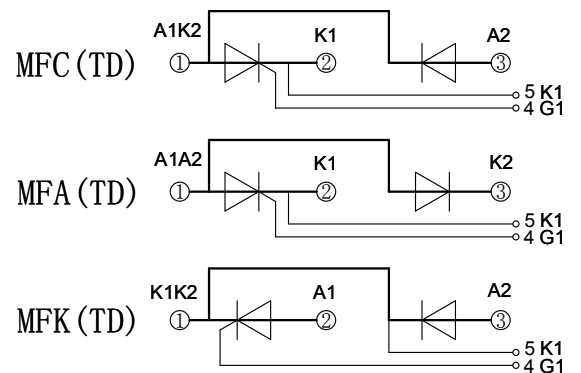 A1K2 K1 A2
MFC(TD) ① ② ③
5 K1
4 G1
A1A2 K1 K2
MFA(TD) ① ② ③
5 K1
4 G1
K1K2 A1 A2
MFK(TD) ① ② ③
5 K1
4 G1